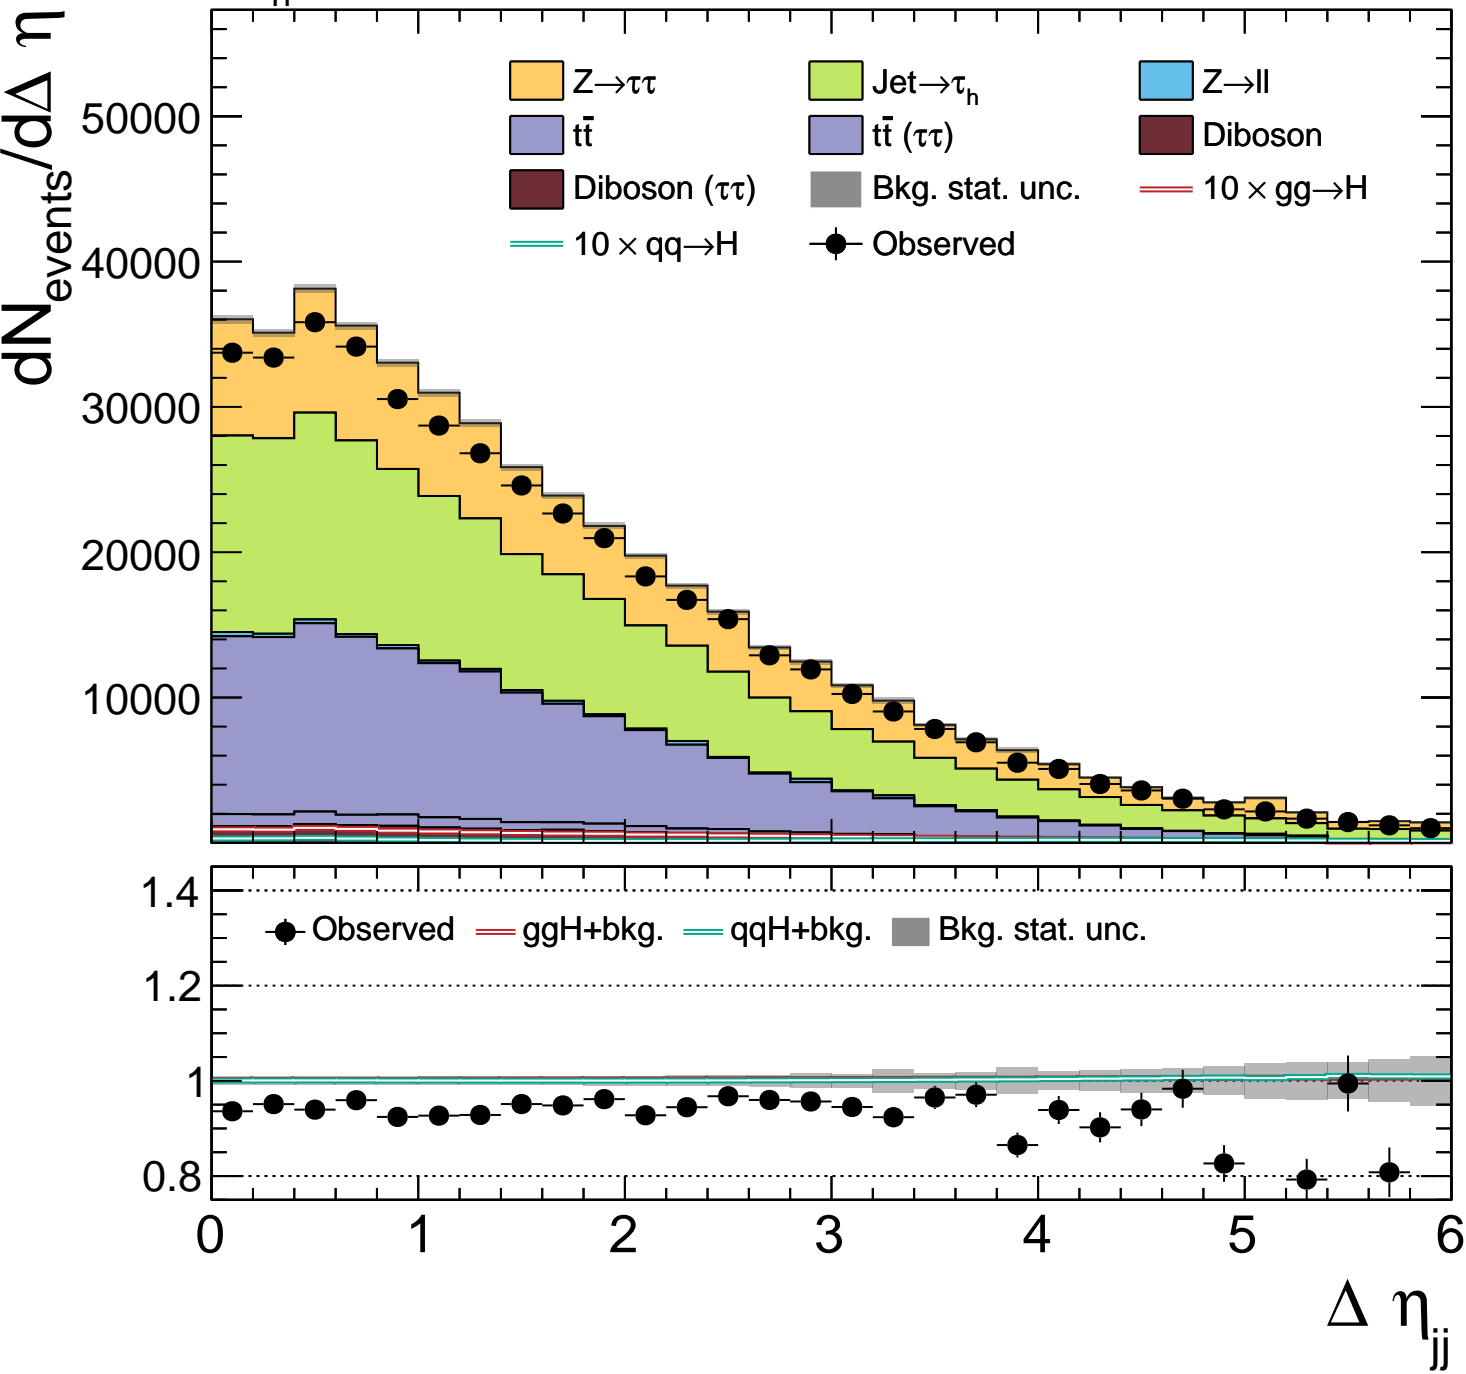 dN_events/dΔ η
50000
40000
30000
20000
10000
Z→ττ Jet→τ_h Z→ll
tt̄ tt̄ (ττ) Diboson
Diboson (ττ) Bkg. stat. unc. 10 × gg→H
10 × qq→H Observed
1.4
1.2
1
0.8
Observed ggH+bkg. qqH+bkg. Bkg. stat. unc.
0 1 2 3 4 5 6
Δ η_jj